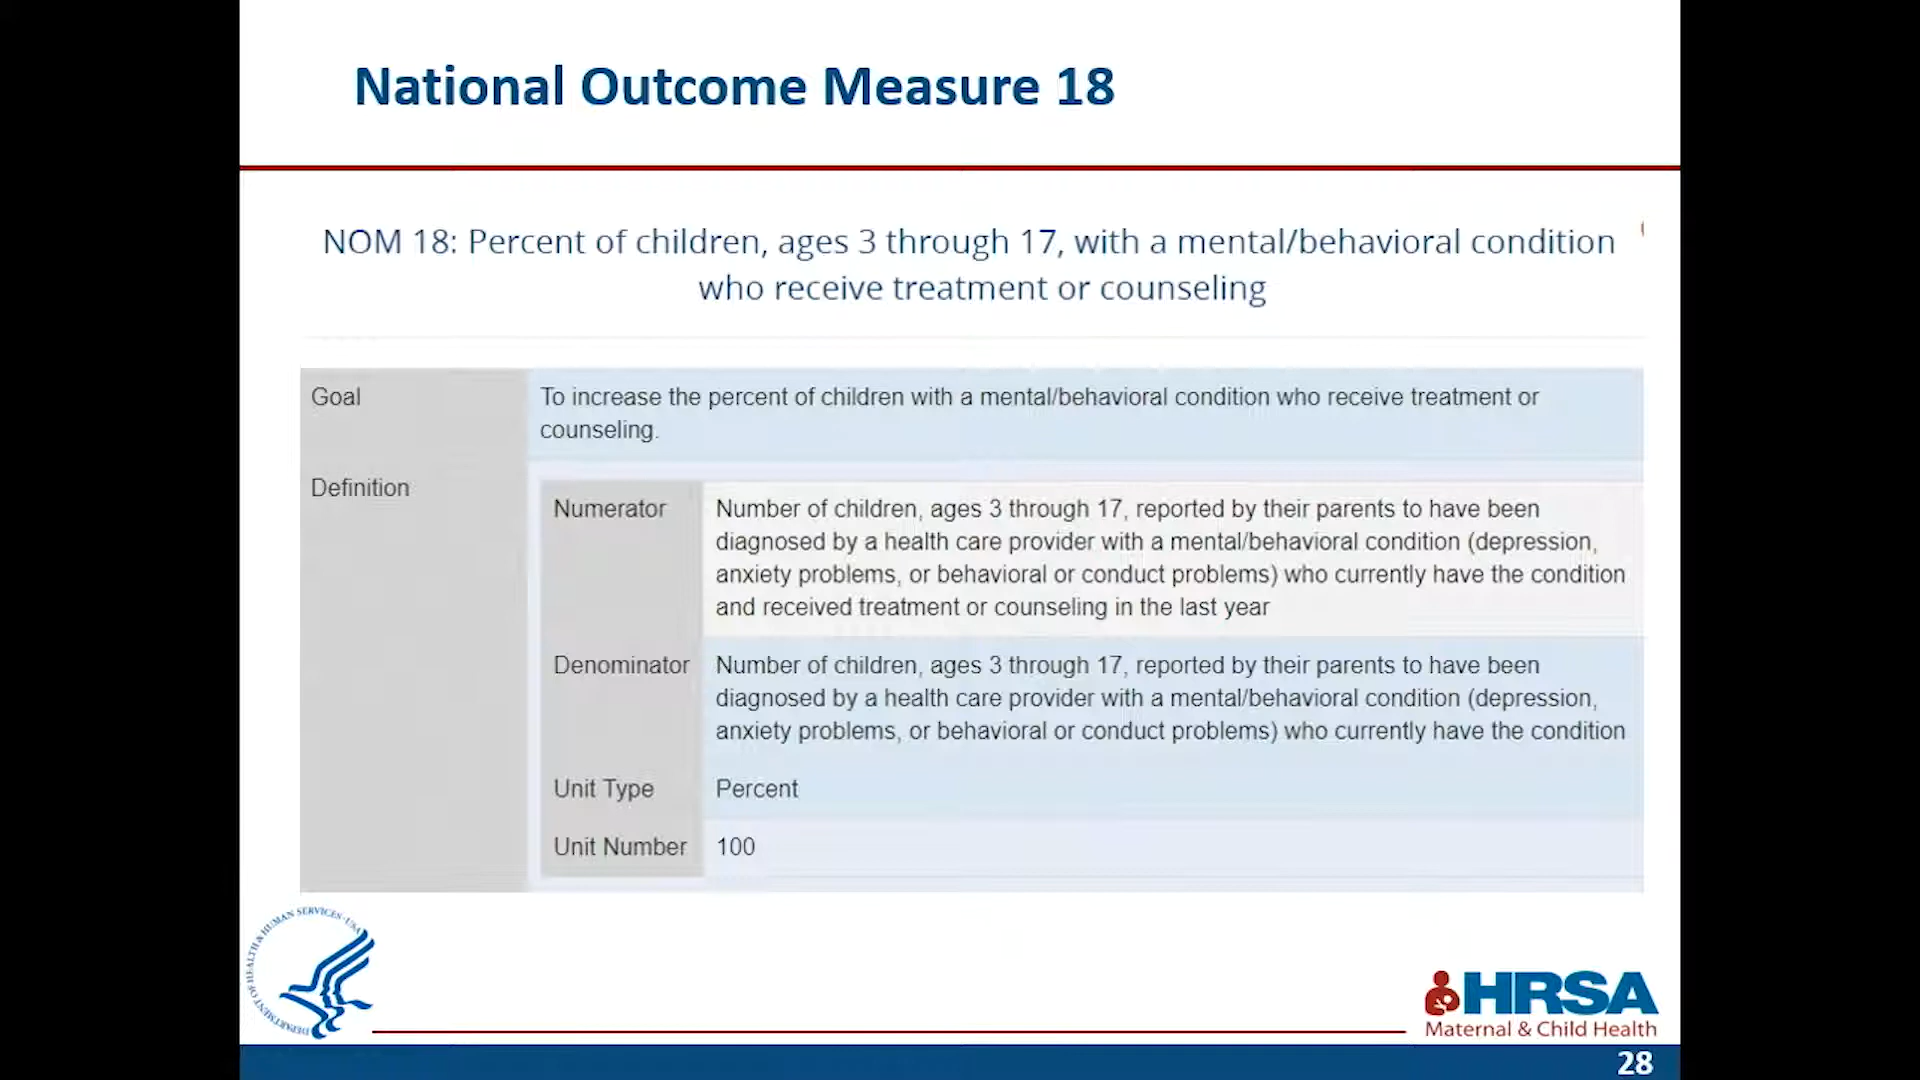 National Outcome Measure 18
NOM 18: Percent of children, ages 3 through 17, with a mental/behavioral condition
who receive treatment or counseling
Goal
To increase the percent of children with a mental/behavioral condition who receive treatment or
counseling.
Definition
Numerator
Number of children, ages 3 through 17, reported by their parents to have been
diagnosed by a health care provider with a mental/behavioral condition (depression,
anxiety problems, or behavioral or conduct problems) who currently have the condition
and received treatment or counseling in the last year
Denominator
Number of children, ages 3 through 17, reported by their parents to have been
diagnosed by a health care provider with a mental/behavioral condition (depression,
anxiety problems, or behavioral or conduct problems) who currently have the condition
Unit Type
Percent
Unit Number
100
DEPARTMENT OF HEALTH & HUMAN SERVICES · USA
HRSA
Maternal & Child Health
28